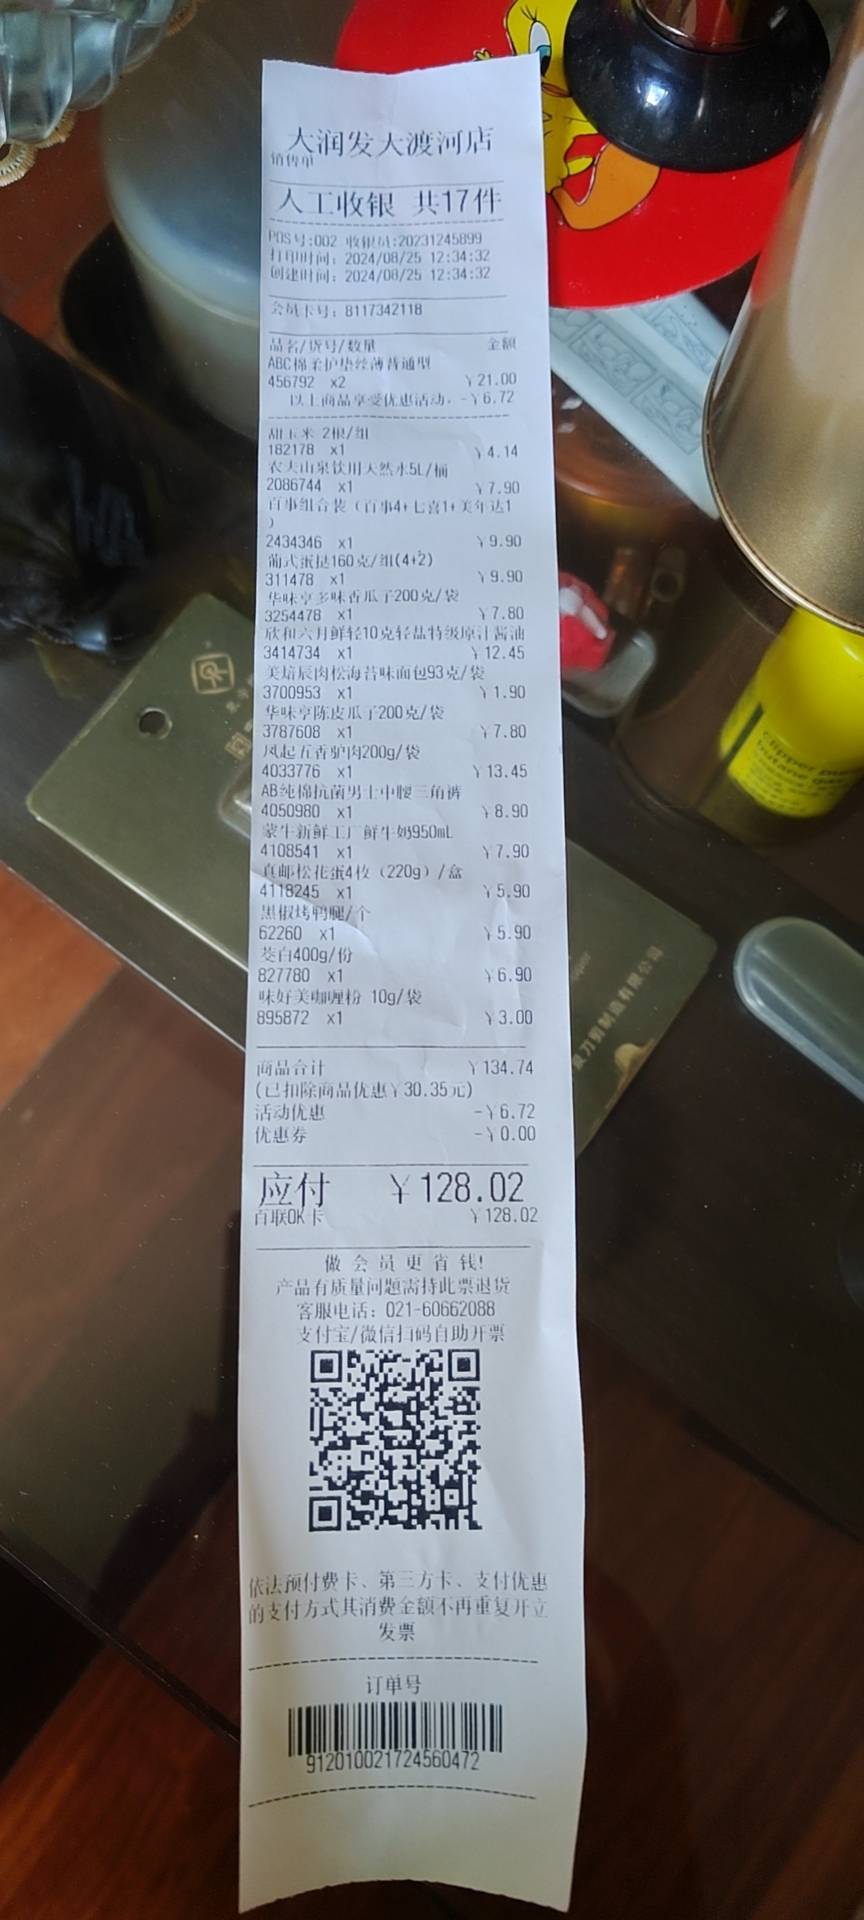 大润发大渡河店
销售单
人工收银 共17件
POS号:002 收银员:20231245899
打印时间: 2024/08/25 12:34:32
创建时间: 2024/08/25 12:34:32
会员卡号: 8117342118
品名/货号/数量 金额
ABC棉柔护垫丝薄普通型
456792 x2 ￥21.00
以上商品享受优惠活动, -￥6.72
甜玉米 2根/组
182178 x1 ￥4.14
农夫山泉饮用天然水5L/桶
2086744 x1 ￥7.90
百事组合装（百事4+七喜1+美年达1
）
2434346 x1 ￥9.90
葡式蛋挞160克/组(4+2)
311478 x1 ￥9.90
华味亨多味香瓜子200克/袋
3254478 x1 ￥7.80
欣和六月鲜轻10克轻盐特级原汁酱油
3414734 x1 ￥12.45
美焙辰肉松海苔味面包93克/袋
3700953 x1 ￥1.90
华味亨陈皮瓜子200克/袋
3787608 x1 ￥7.80
风起五香驴肉200g/袋
4033776 x1 ￥13.45
AB纯棉抗菌男士中腰三角裤
4050980 x1 ￥8.90
蒙牛新鲜工厂鲜牛奶950mL
4108541 x1 ￥7.90
真邮松花蛋4枚（220g）/盒
4118245 x1 ￥5.90
黑椒烤鸭腿/个
62260 x1 ￥5.90
茭白400g/份
827780 x1 ￥6.90
味好美咖喱粉 10g/袋
895872 x1 ￥3.00
商品合计 ￥134.74
(已扣除商品优惠￥30.35元)
活动优惠 -￥6.72
优惠券 -￥0.00
应付 ￥128.02
百联OK卡 ￥128.02
做会员更省钱!
产品有质量问题需持此票退货
客服电话: 021-60662088
支付宝/微信扫码自助开票
依法预付费卡、第三方卡、支付优惠
的支付方式其消费金额不再重复开立
发票
订单号
912010021724560472